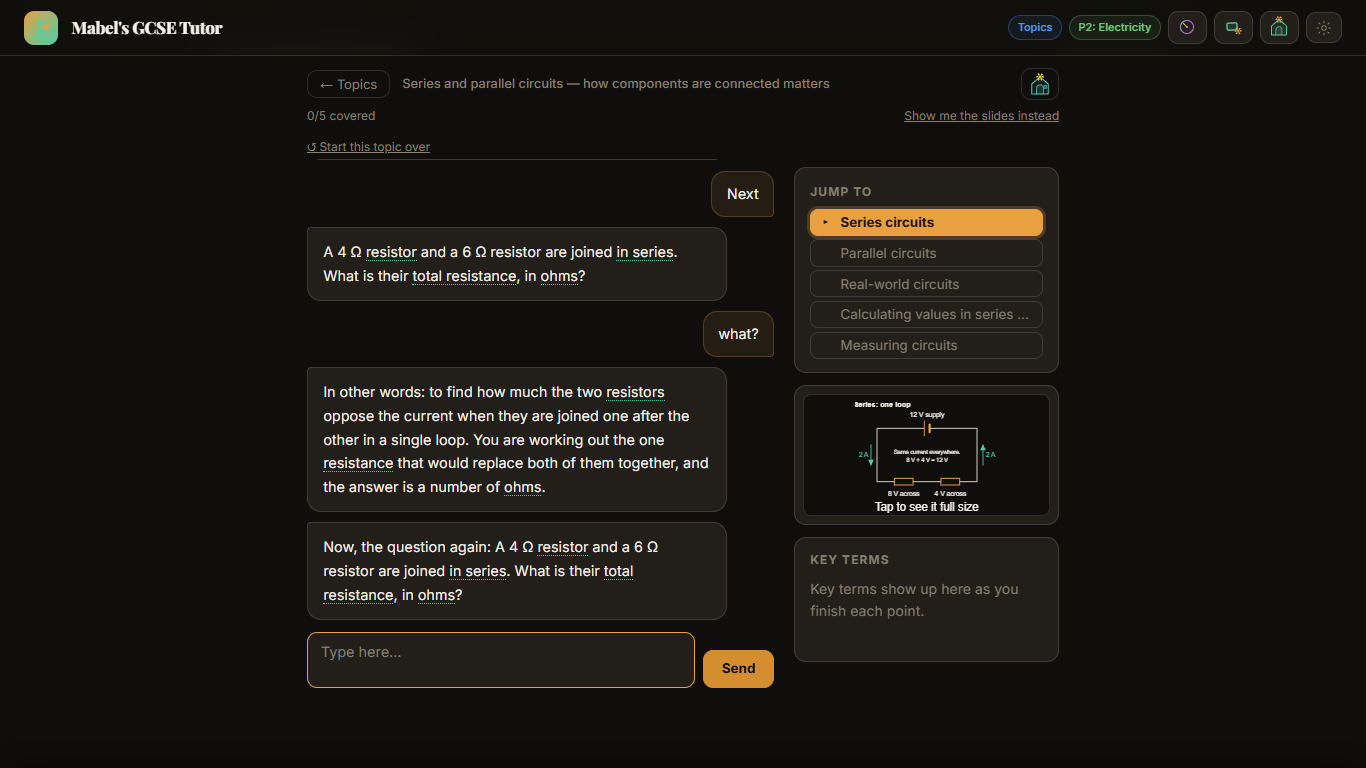 Mabel's GCSE Tutor
Topics
P2: Electricity
← Topics
Series and parallel circuits — how components are connected matters
0/5 covered
Show me the slides instead
↺ Start this topic over
Next
A 4 Ω resistor and a 6 Ω resistor are joined in series.
What is their total resistance, in ohms?
what?
In other words: to find how much the two resistors
oppose the current when they are joined one after the
other in a single loop. You are working out the one
resistance that would replace both of them together, and
the answer is a number of ohms.
Now, the question again: A 4 Ω resistor and a 6 Ω
resistor are joined in series. What is their total
resistance, in ohms?
Type here...
Send
JUMP TO
▸ Series circuits
Parallel circuits
Real-world circuits
Calculating values in series ...
Measuring circuits
Series: one loop
12 V supply
2A
Same current everywhere.
8 V + 4 V = 12 V
2A
8 V across
4 V across
Tap to see it full size
KEY TERMS
Key terms show up here as you
finish each point.